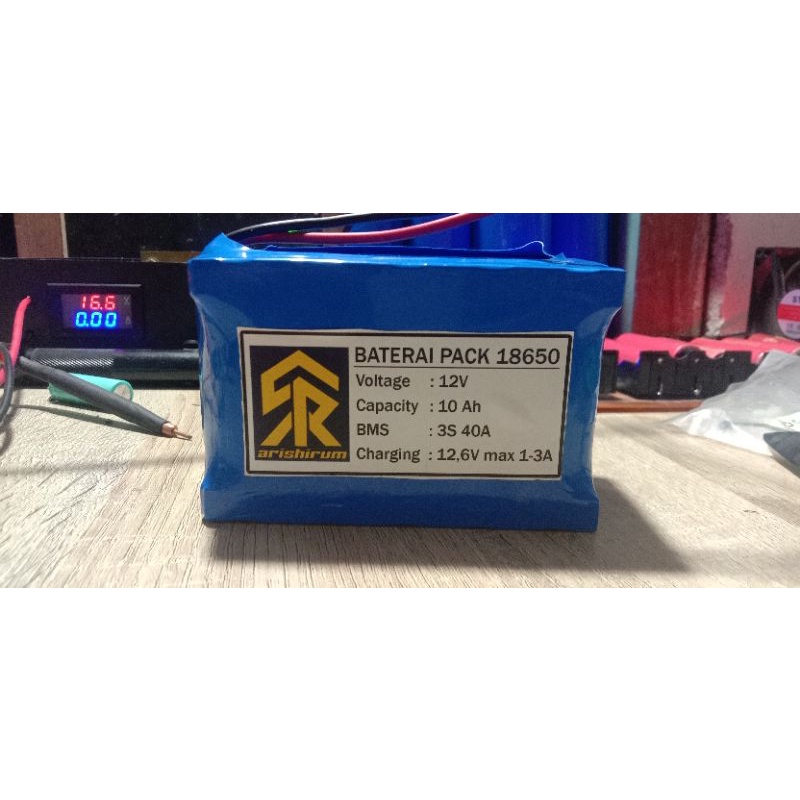 BATERAI PACK 18650
Voltage : 12V
Capacity : 10 Ah
BMS : 3S 40A
Charging : 12,6V max 1-3A
SR
arishirum
16.6 V
0.00 A